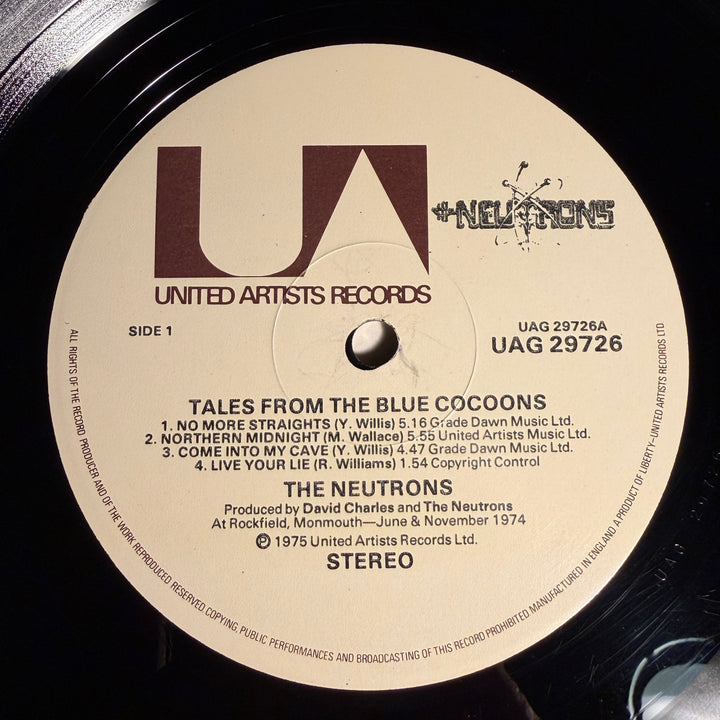 UA
NEUTRONS
UNITED ARTISTS RECORDS
SIDE 1
UAG 29726A
UAG 29726
TALES FROM THE BLUE COCOONS
1. NO MORE STRAIGHTS (Y. Willis) 5.16 Grade Dawn Music Ltd.
2. NORTHERN MIDNIGHT (M. Wallace) 5.55 United Artists Music Ltd.
3. COME INTO MY CAVE (Y. Willis) 4.47 Grade Dawn Music Ltd.
4. LIVE YOUR LIE (R. Williams) 1.54 Copyright Control
THE NEUTRONS
Produced by David Charles and The Neutrons
At Rockfield, Monmouth—June & November 1974
℗ 1975 United Artists Records Ltd.
STEREO
ALL RIGHTS OF THE RECORD PRODUCER AND OF THE WORK REPRODUCED RESERVED. COPYING, PUBLIC PERFORMANCES AND BROADCASTING OF THIS RECORD PROHIBITED. MANUFACTURED IN ENGLAND. A PRODUCT OF LIBERTY—UNITED ARTISTS RECORDS LTD